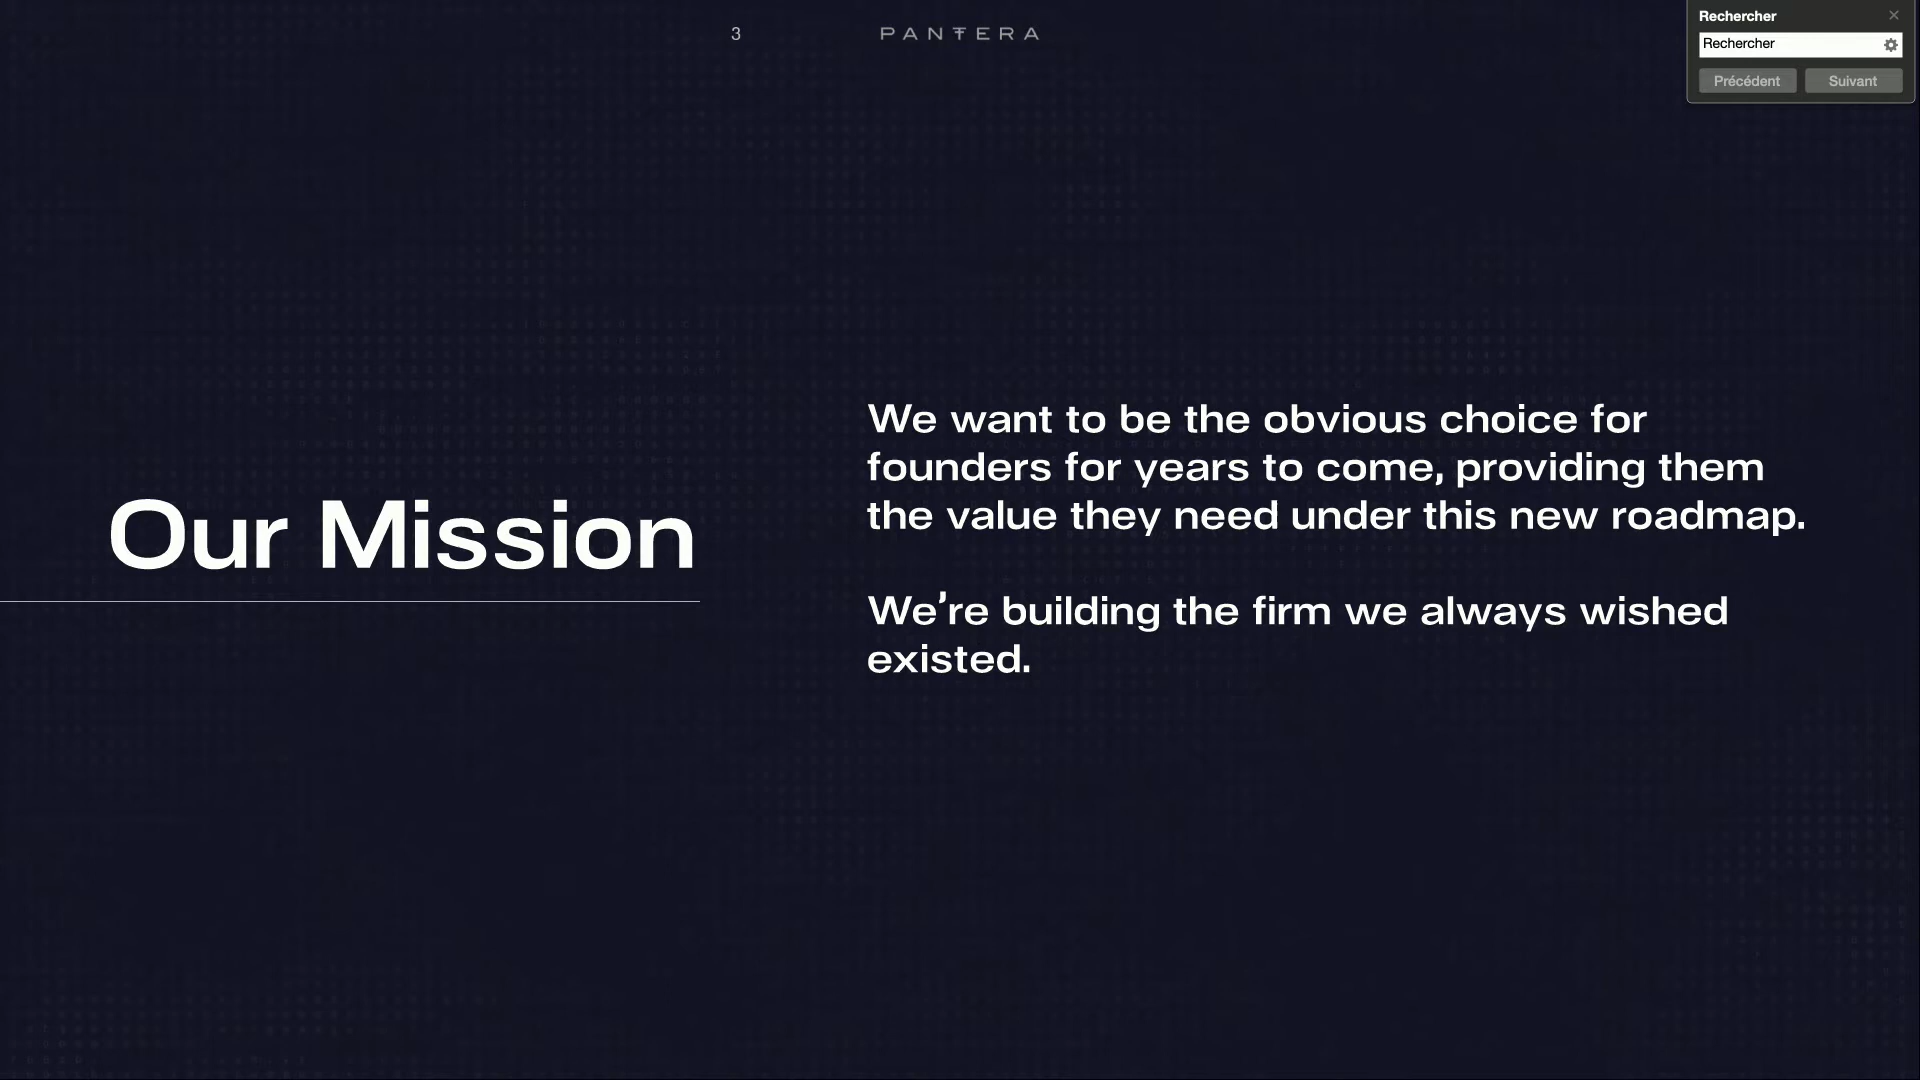 3
PANTERA
Rechercher
Rechercher
Précédent Suivant
Our Mission
We want to be the obvious choice for
founders for years to come, providing them
the value they need under this new roadmap.
We’re building the firm we always wished
existed.